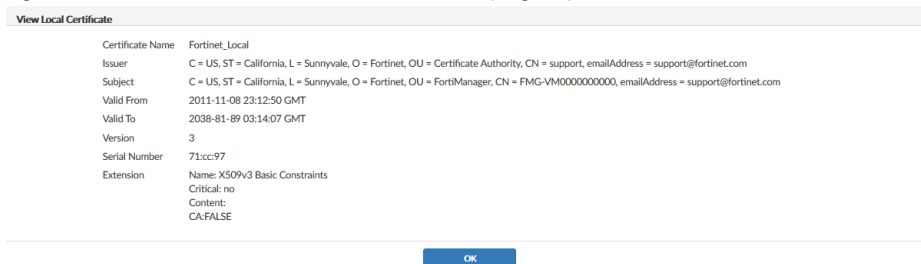 View Local Certificate
Certificate Name Fortinet_Local
Issuer C = US, ST = California, L = Sunnyvale, O = Fortinet, OU = Certificate Authority, CN = support, emailAddress = support@fortinet.com
Subject C = US, ST = California, L = Sunnyvale, O = Fortinet, OU = FortiManager, CN = FMG-VM0000000000, emailAddress = support@fortinet.com
Valid From 2011-11-08 23:12:50 GMT
Valid To 2038-81-89 03:14:07 GMT
Version 3
Serial Number 71:cc:97
Extension Name: X509v3 Basic Constraints
Critical: no
Content:
CA:FALSE
OK